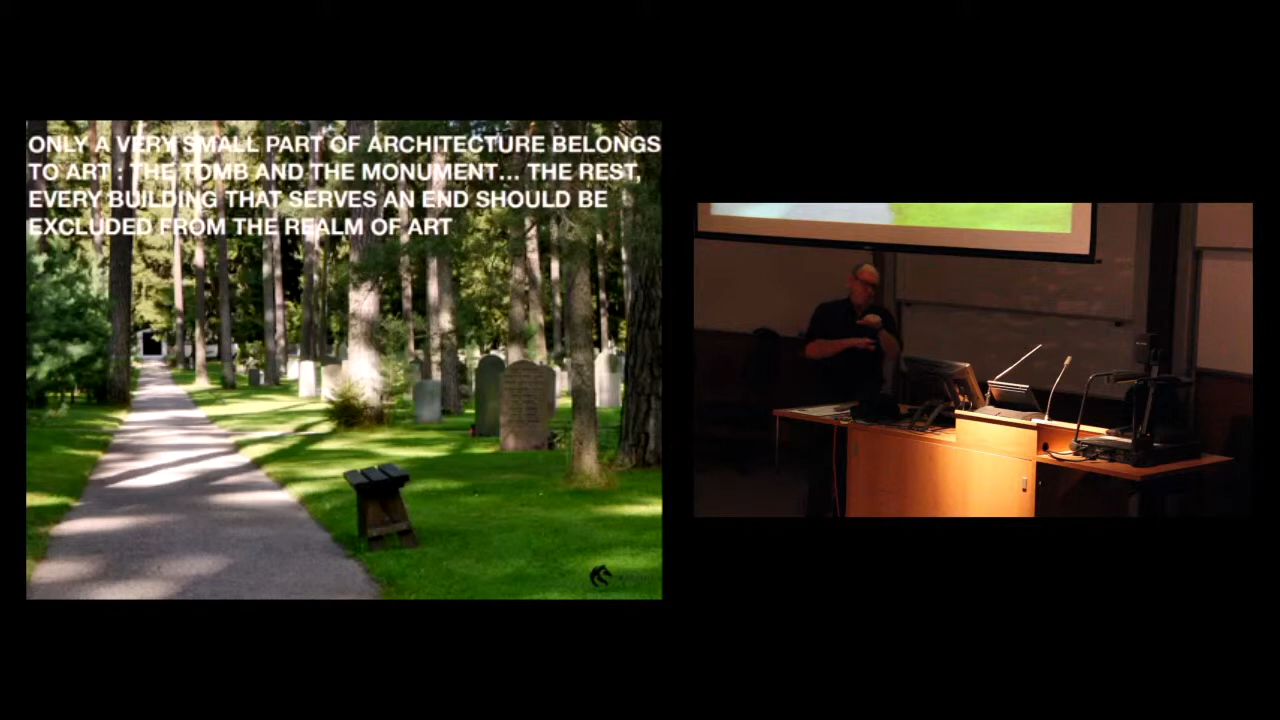 ONLY A VERY SMALL PART OF ARCHITECTURE BELONGS
TO ART : THE TOMB AND THE MONUMENT... THE REST,
EVERY BUILDING THAT SERVES AN END SHOULD BE
EXCLUDED FROM THE REALM OF ART